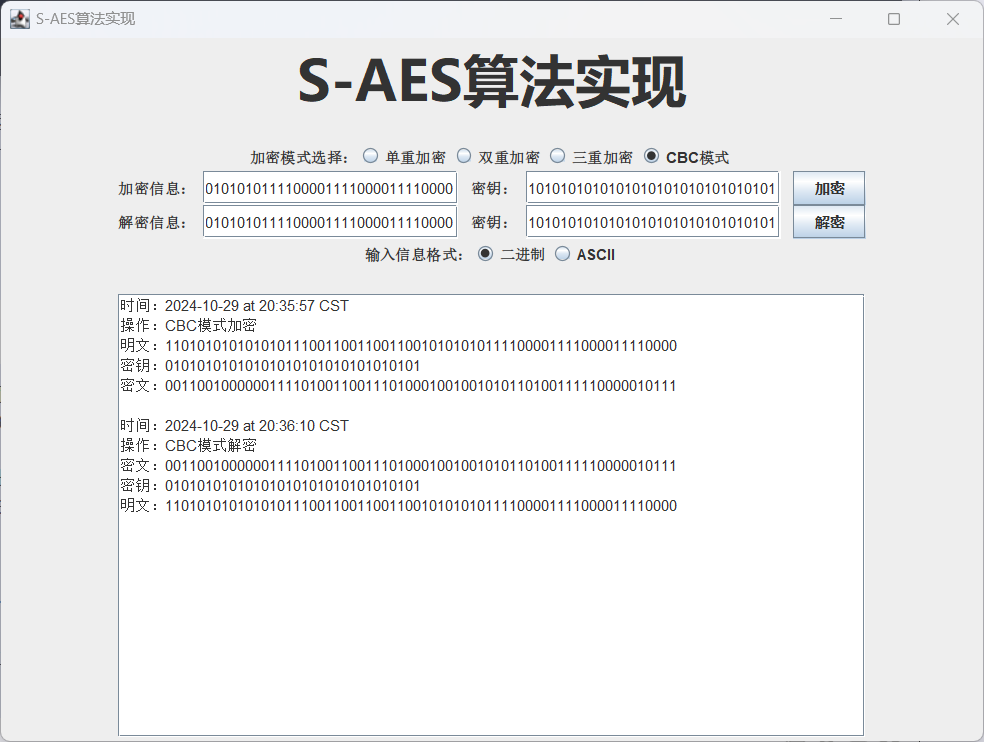 S-AES算法实现
S-AES算法实现
加密模式选择： 单重加密 双重加密 三重加密 CBC模式
加密信息： 0101010111100001111000011110000 密钥： 1010101010101010101010101010101 加密
解密信息： 0101010111100001111000011110000 密钥： 1010101010101010101010101010101 解密
输入信息格式： 二进制 ASCII
时间：2024-10-29 at 20:35:57 CST
操作：CBC模式加密
明文：1101010101010101110011001100110010101010111100001111000011110000
密钥：01010101010101010101010101010101
密文：00110010000001111010011001110100010010010101101001111110000010111
时间：2024-10-29 at 20:36:10 CST
操作：CBC模式解密
密文：00110010000001111010011001110100010010010101101001111110000010111
密钥：01010101010101010101010101010101
明文：1101010101010101110011001100110010101010111100001111000011110000